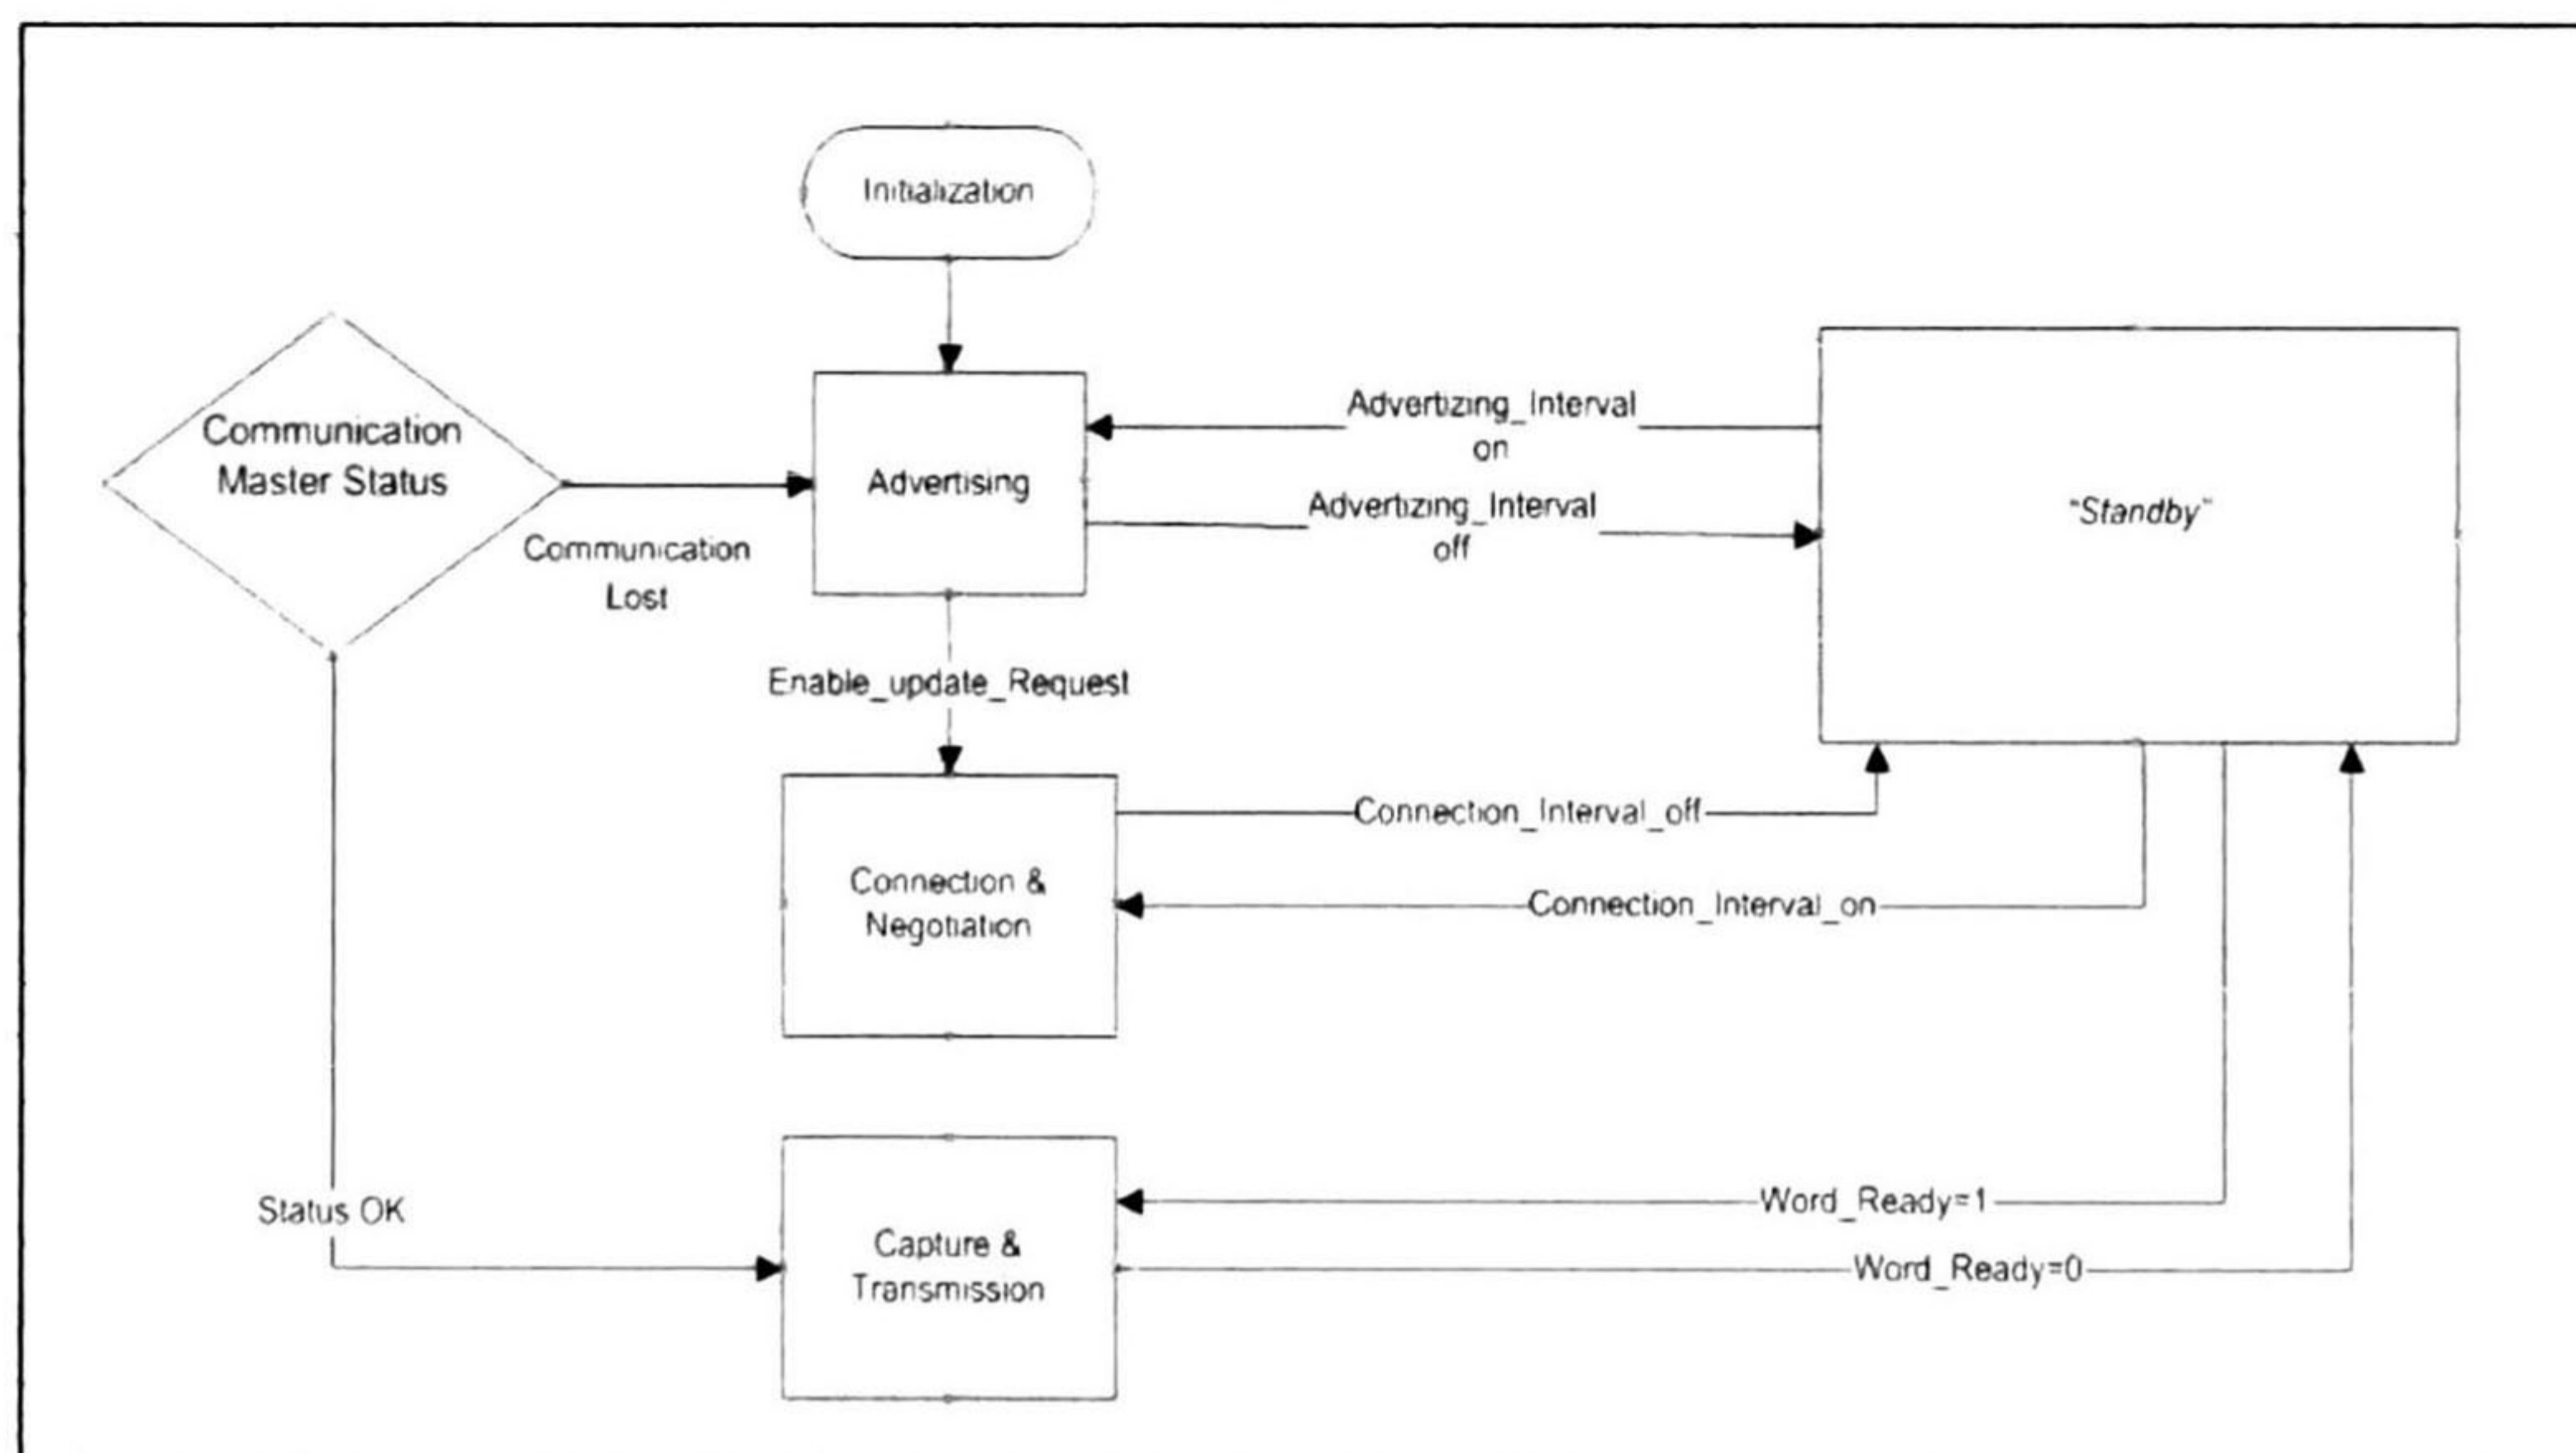 Initialization
Communication
Master Status
Advertising
Advertizing_Interval
on
Advertizing_Interval
off
"Standby"
Communication
Lost
Enable_update_Request
Connection_Interval_off
Connection &
Negotiation
Connection_Interval_on
Status OK
Word_Ready=1
Capture &
Transmission
Word_Ready=0